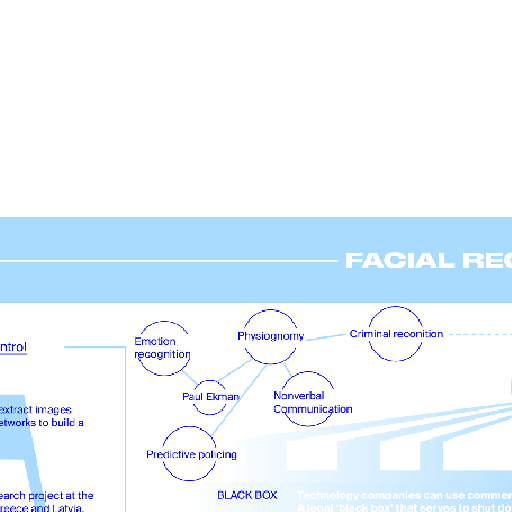 FACIAL REC
ntrol
Emotion
recognition
Physiognomy
Criminal reconition
Paul Ekman
Nonverbal
Communication
Predictive policing
extract images
etworks to build a
earch project at the
reece and Latvia.
BLACK BOX
Technology companies can use commer
A legal 'black box' that serves to shut do